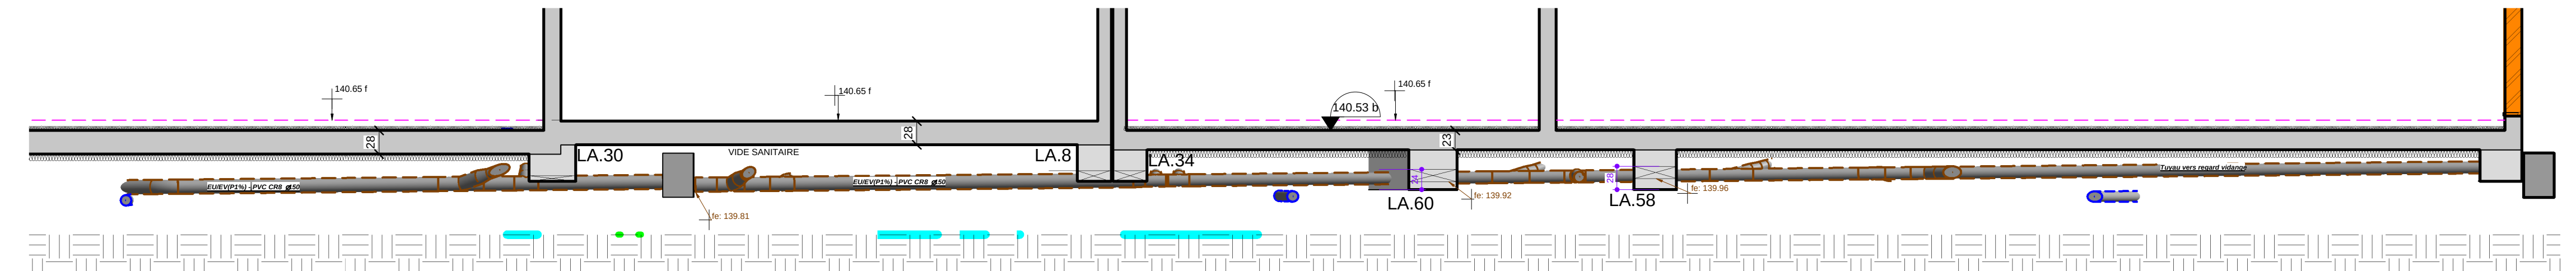 140.65 f
140.65 f
140.65 f
140.53 b
28
28
23
LA.30
VIDE SANITAIRE
LA.8
LA.34
EU/EV(P1%) - PVC CR8 ø150
EU/EV(P1%) - PVC CR8 ø150
Tuyau vers regard vidange
24
28
fe: 139.81
fe: 139.92
fe: 139.96
LA.60
LA.58